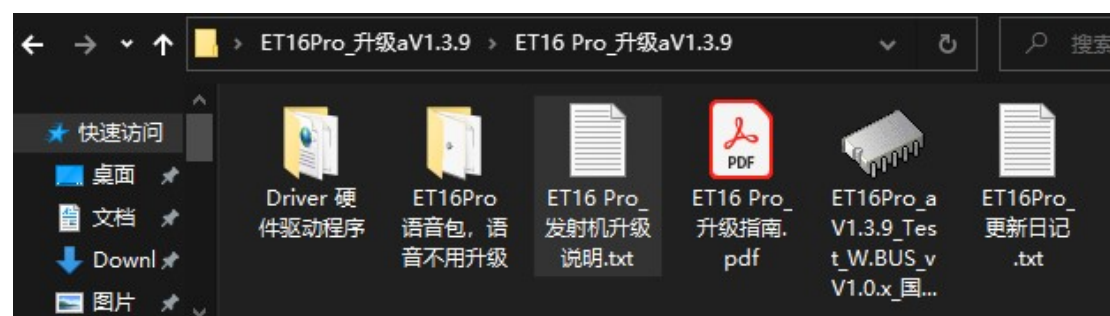 ET16Pro_升级aV1.3.9 > ET16 Pro_升级aV1.3.9
搜索
快速访问
桌面
文档
Downl
图片
Driver 硬
件驱动程序
ET16Pro
语音包，语
音不用升级
ET16 Pro_
发射机升级
说明.txt
PDF
ET16 Pro_
升级指南.
pdf
ET16Pro_a
V1.3.9_Tes
t_W.BUS_v
V1.0.x_国...
ET16Pro_
更新日记
.txt